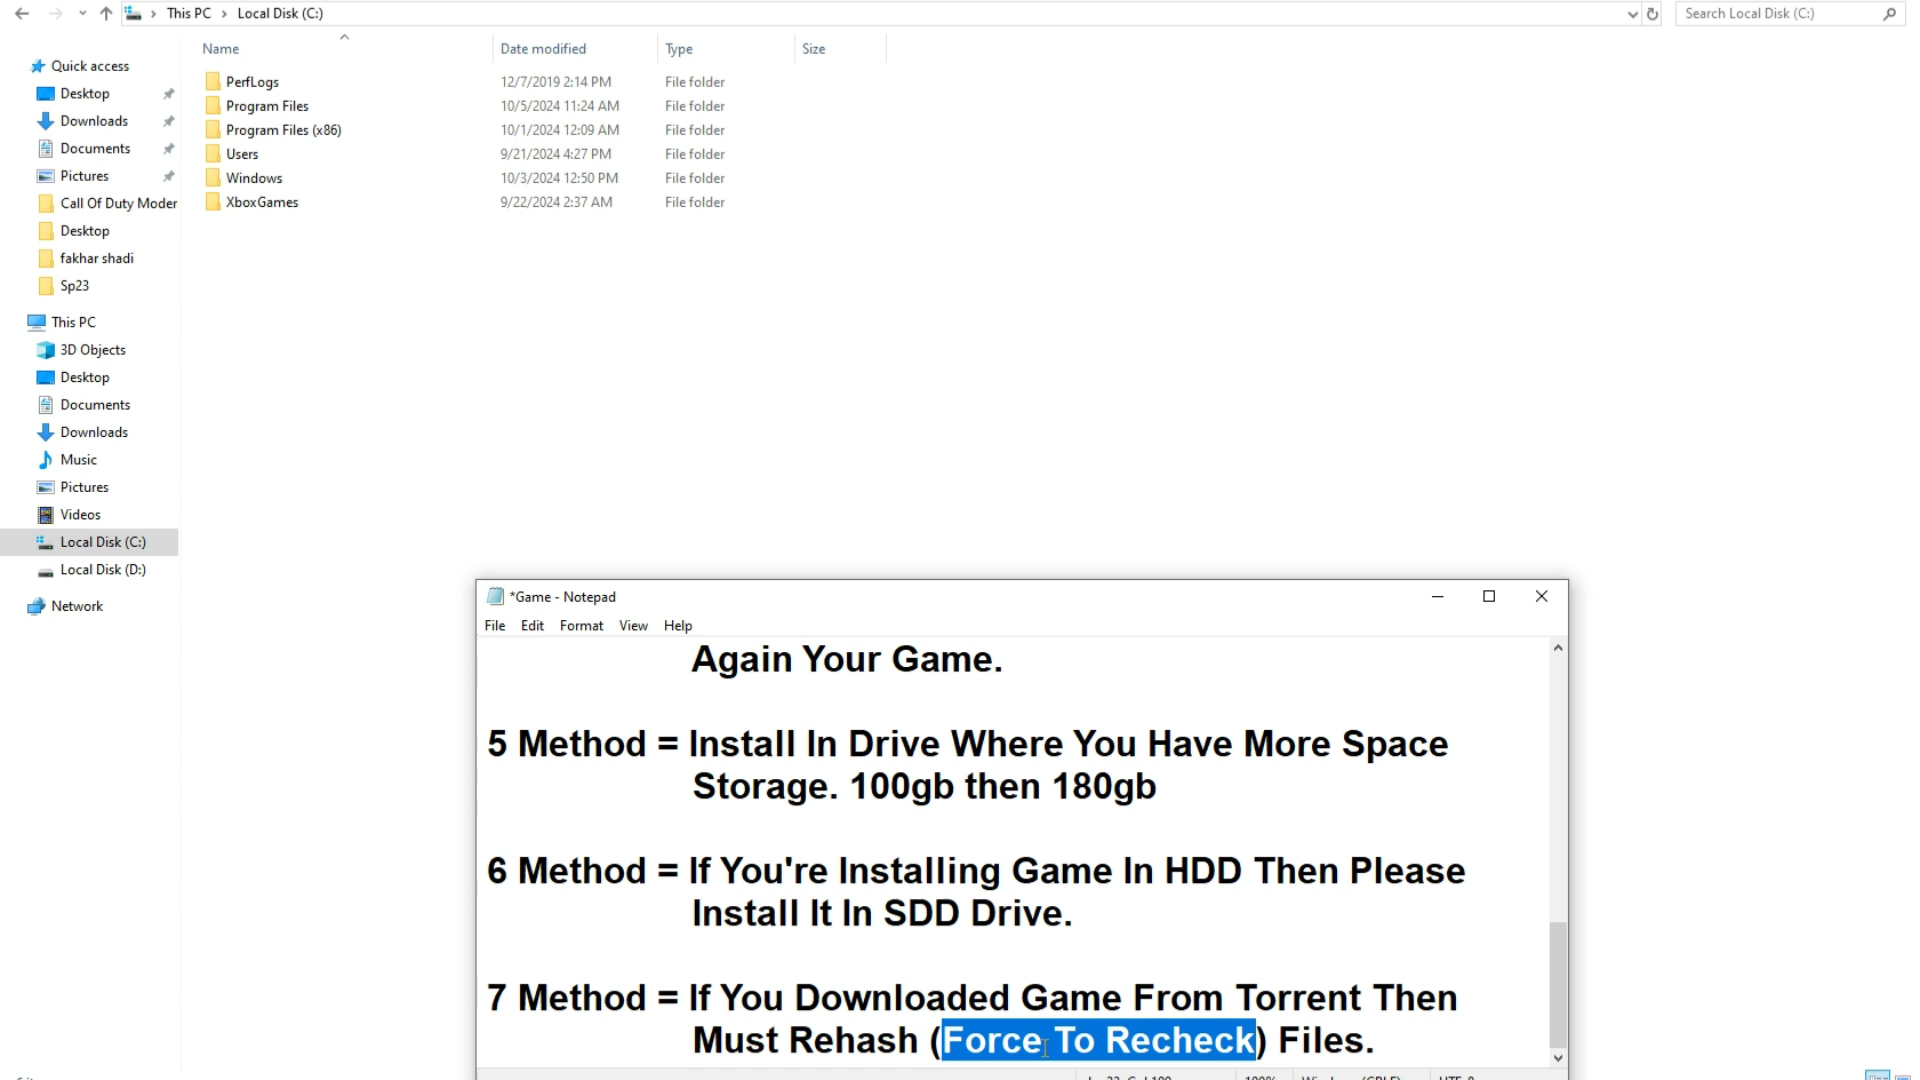 This PC
Local Disk (C:)
Search Local Disk (C:)
Name
Date modified
Type
Size
Quick access
Desktop
Downloads
Documents
Pictures
Call Of Duty Moder
Desktop
fakhar shadi
Sp23
This PC
3D Objects
Desktop
Documents
Downloads
Music
Pictures
Videos
Local Disk (C:)
Local Disk (D:)
Network
PerfLogs 12/7/2019 2:14 PM File folder
Program Files 10/5/2024 11:24 AM File folder
Program Files (x86) 10/1/2024 12:09 AM File folder
Users 9/21/2024 4:27 PM File folder
Windows 10/3/2024 12:50 PM File folder
XboxGames 9/22/2024 2:37 AM File folder
*Game - Notepad
File Edit Format View Help
Again Your Game.
5 Method = Install In Drive Where You Have More Space
Storage. 100gb then 180gb
6 Method = If You're Installing Game In HDD Then Please
Install It In SDD Drive.
7 Method = If You Downloaded Game From Torrent Then
Must Rehash (Force To Recheck) Files.